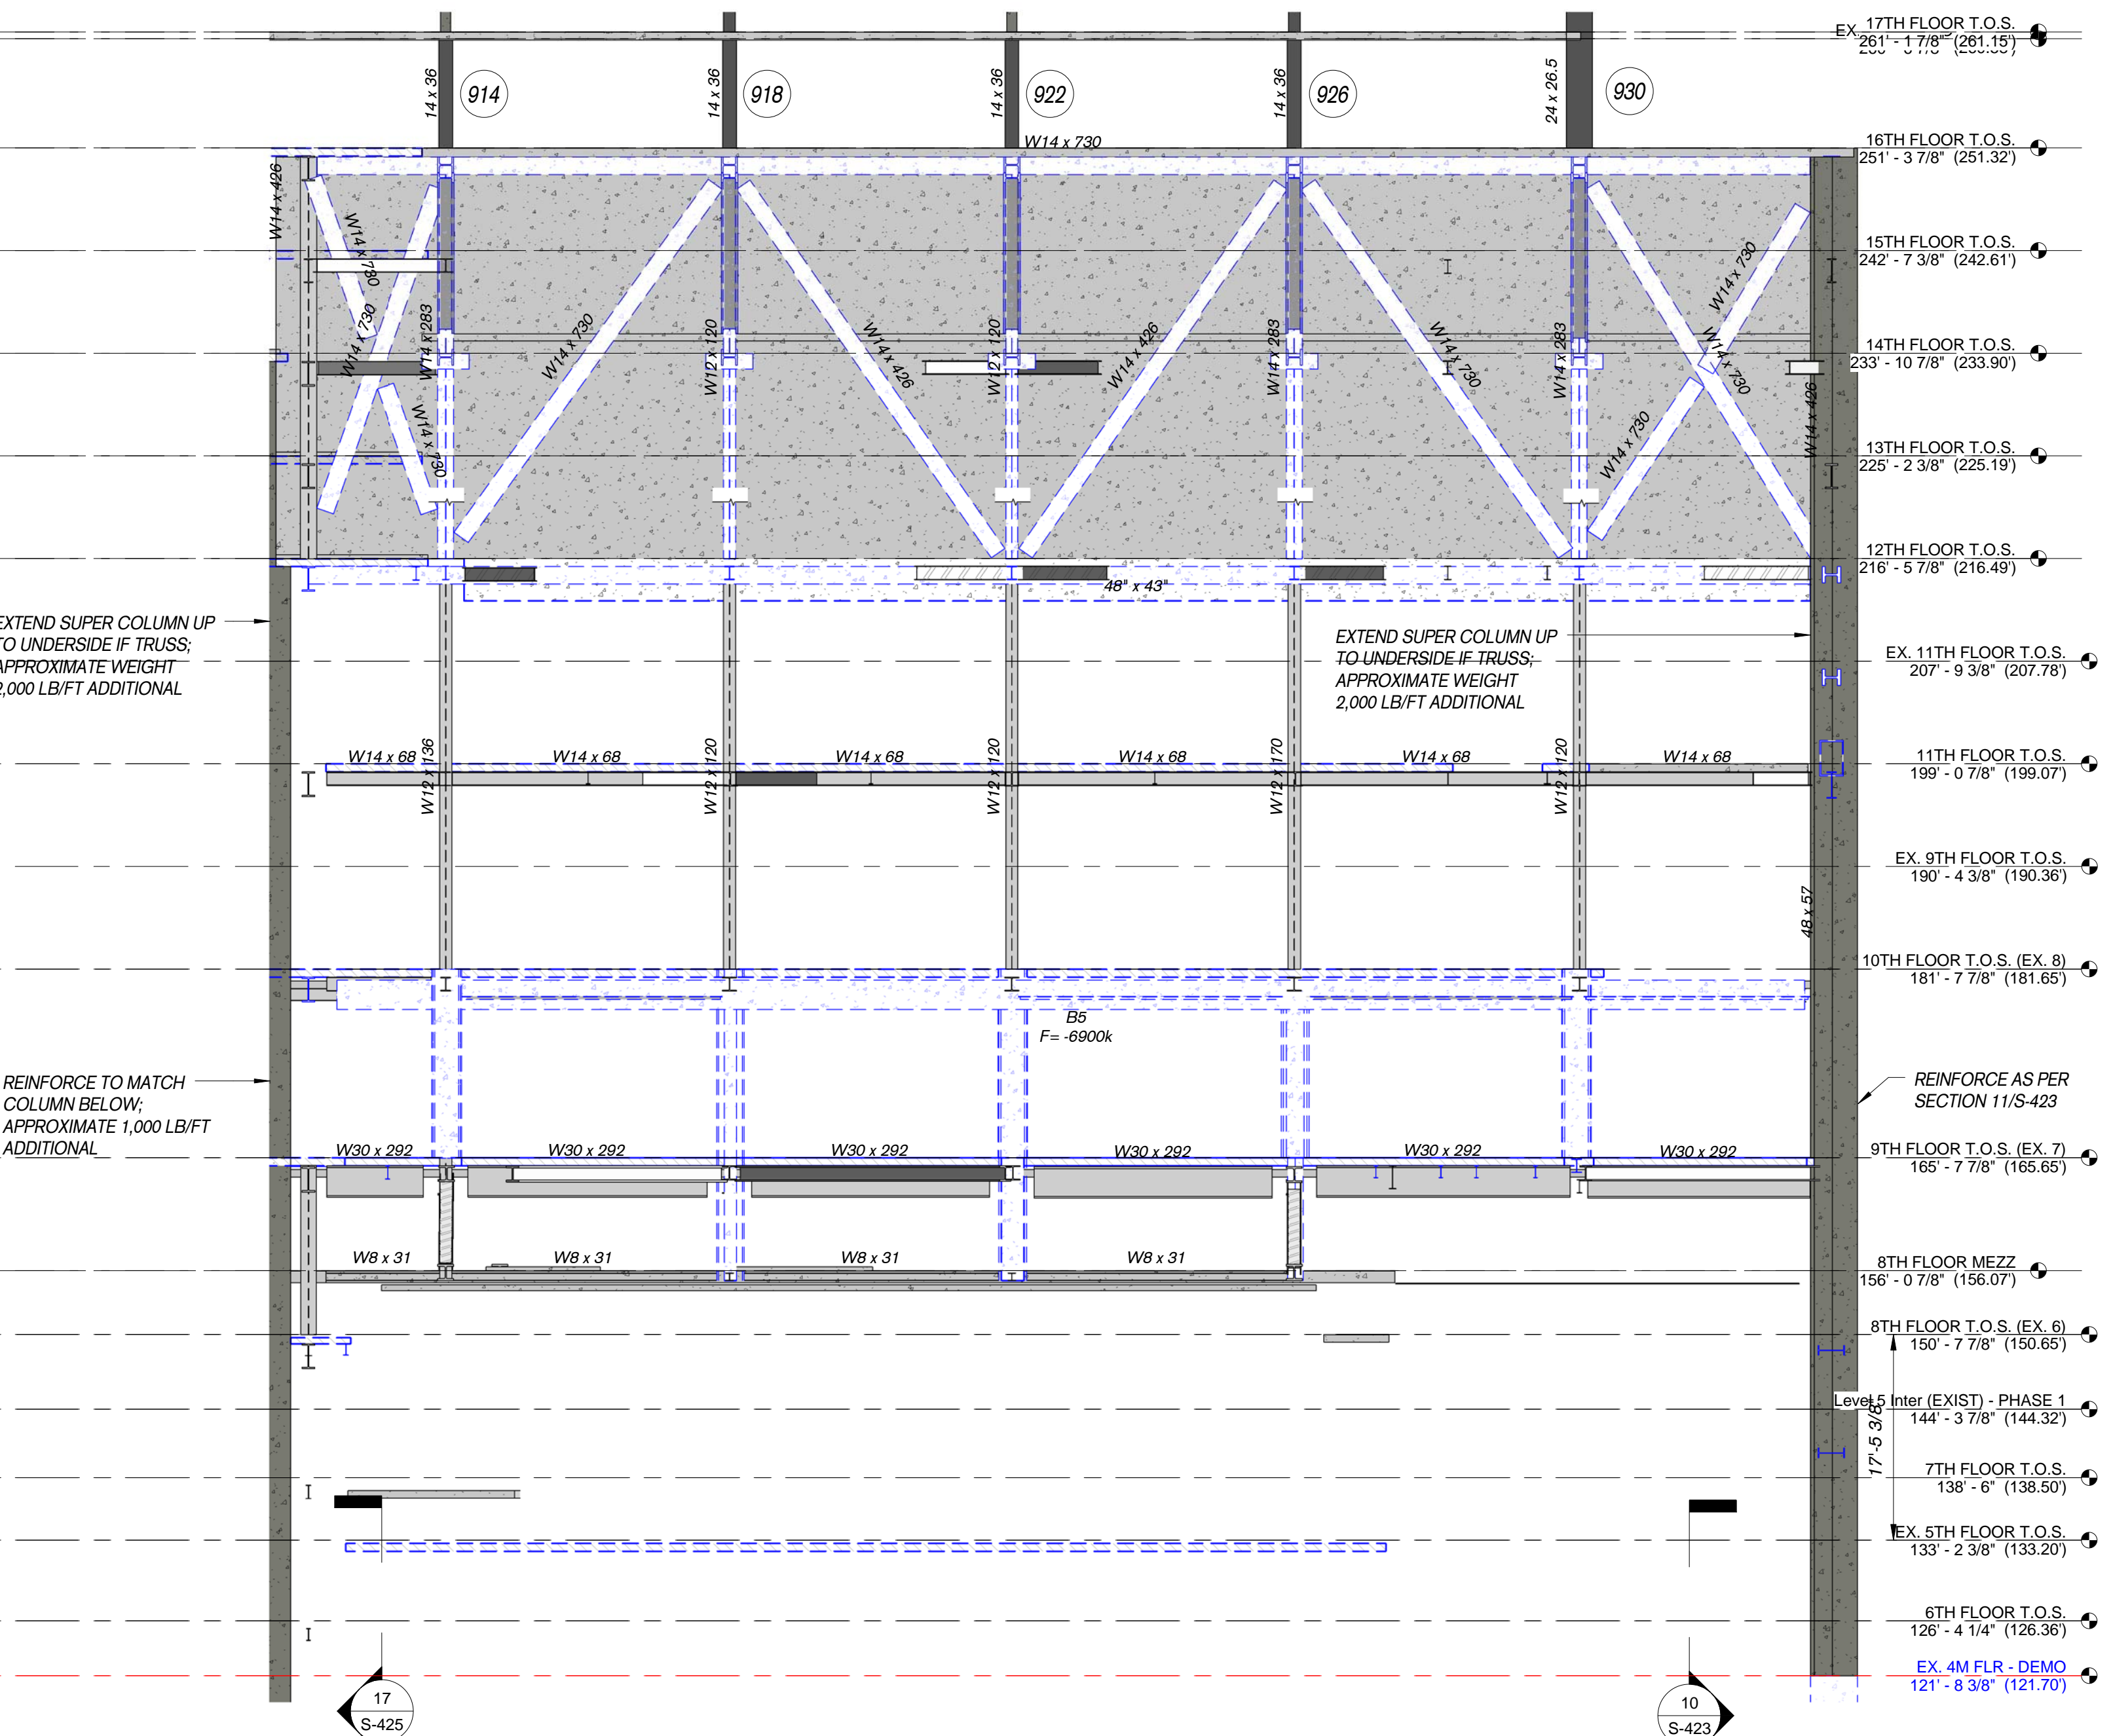 17TH FLOOR T.O.S.
EX.
261' - 1 7/8" (261.15')
14 x 36
914
14 x 36
918
14 x 36
922
14 x 36
926
24 x 26.5
930
W14 x 730
16TH FLOOR T.O.S.
251' - 3 7/8" (251.32')
W14 x 426
W14 x 730
W14 x 730
W14 x 730
W14 x 283
W14 x 730
W12 x 120
W14 x 426
W12 x 120
W14 x 426
W14 x 283
W14 x 730
W14 x 283
W14 x 730
W14 x 730
W14 x 730
W14 x 426
15TH FLOOR T.O.S.
242' - 7 3/8" (242.61')
14TH FLOOR T.O.S.
233' - 10 7/8" (233.90')
13TH FLOOR T.O.S.
225' - 2 3/8" (225.19')
12TH FLOOR T.O.S.
216' - 5 7/8" (216.49')
48" x 43"
EXTEND SUPER COLUMN UP
TO UNDERSIDE IF TRUSS;
APPROXIMATE WEIGHT
2,000 LB/FT ADDITIONAL
EXTEND SUPER COLUMN UP
TO UNDERSIDE IF TRUSS;
APPROXIMATE WEIGHT
2,000 LB/FT ADDITIONAL
EX. 11TH FLOOR T.O.S.
207' - 9 3/8" (207.78')
W14 x 68
W14 x 68
W14 x 68
W14 x 68
W14 x 68
W14 x 68
W12 x 136
W12 x 120
W12 x 120
W12 x 170
W12 x 120
11TH FLOOR T.O.S.
199' - 0 7/8" (199.07')
EX. 9TH FLOOR T.O.S.
190' - 4 3/8" (190.36')
48 x 57
10TH FLOOR T.O.S. (EX. 8)
181' - 7 7/8" (181.65')
B5
F= -6900k
REINFORCE TO MATCH
COLUMN BELOW;
APPROXIMATE 1,000 LB/FT
ADDITIONAL
REINFORCE AS PER
SECTION 11/S-423
W30 x 292
W30 x 292
W30 x 292
W30 x 292
W30 x 292
W30 x 292
9TH FLOOR T.O.S. (EX. 7)
165' - 7 7/8" (165.65')
W8 x 31
W8 x 31
W8 x 31
W8 x 31
8TH FLOOR MEZZ
156' - 0 7/8" (156.07')
8TH FLOOR T.O.S. (EX. 6)
150' - 7 7/8" (150.65')
Level 5 Inter (EXIST) - PHASE 1
144' - 3 7/8" (144.32')
17'-5 3/8"
7TH FLOOR T.O.S.
138' - 6" (138.50')
EX. 5TH FLOOR T.O.S.
133' - 2 3/8" (133.20')
6TH FLOOR T.O.S.
126' - 4 1/4" (126.36')
EX. 4M FLR - DEMO
121' - 8 3/8" (121.70')
17
S-425
10
S-423